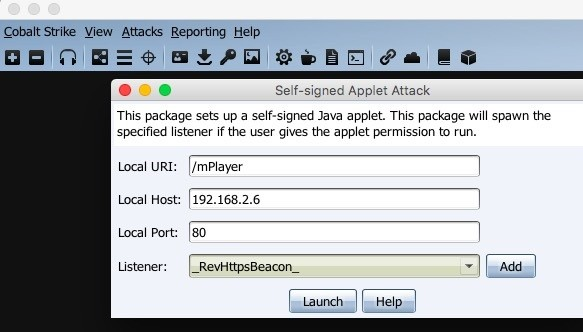 Cobalt Strike View Attacks Reporting Help
Self-signed Applet Attack
This package sets up a self-signed Java applet. This package will spawn the
specified listener if the user gives the applet permission to run.
Local URI: /mPlayer
Local Host: 192.168.2.6
Local Port: 80
Listener: _RevHttpsBeacon_ Add
Launch Help